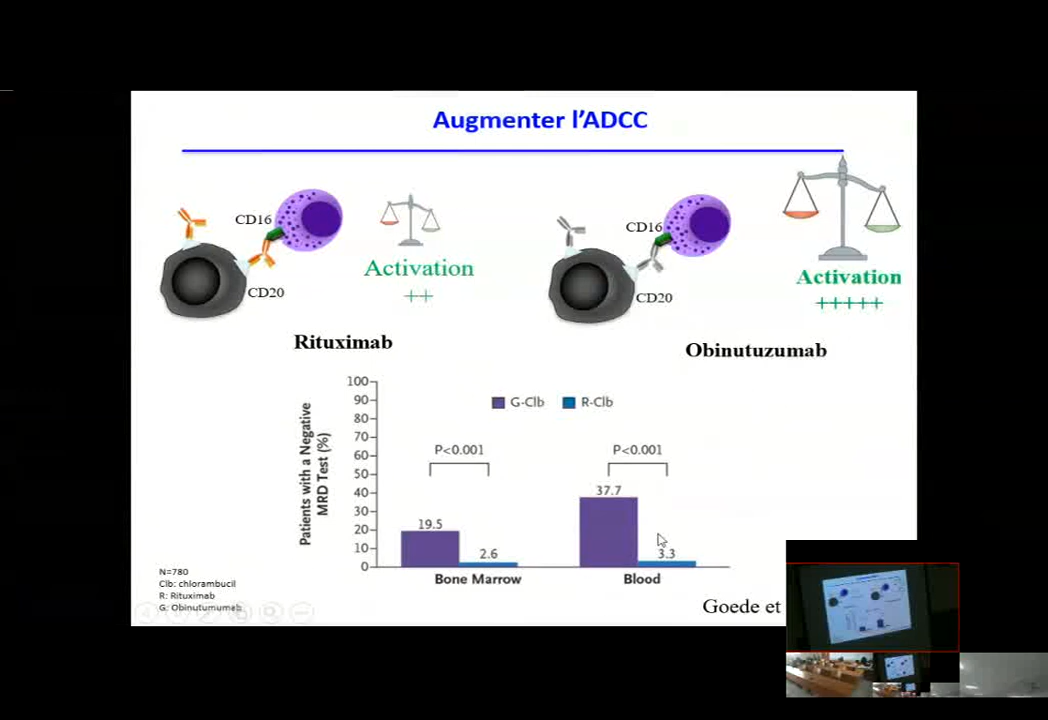 Augmenter l'ADCC
CD16
CD20
Activation
++
Rituximab
CD16
CD20
Activation
+++++
Obinutuzumab
Patients with a Negative
MRD Test (%)
100
90
80
70
60
50
40
30
20
10
0
G-Clb
R-Clb
P<0.001
19.5
2.6
Bone Marrow
P<0.001
37.7
3.3
Blood
N=780
Clb: chlorambucil
R: Rituximab
G: Obinutumumab
Goede et